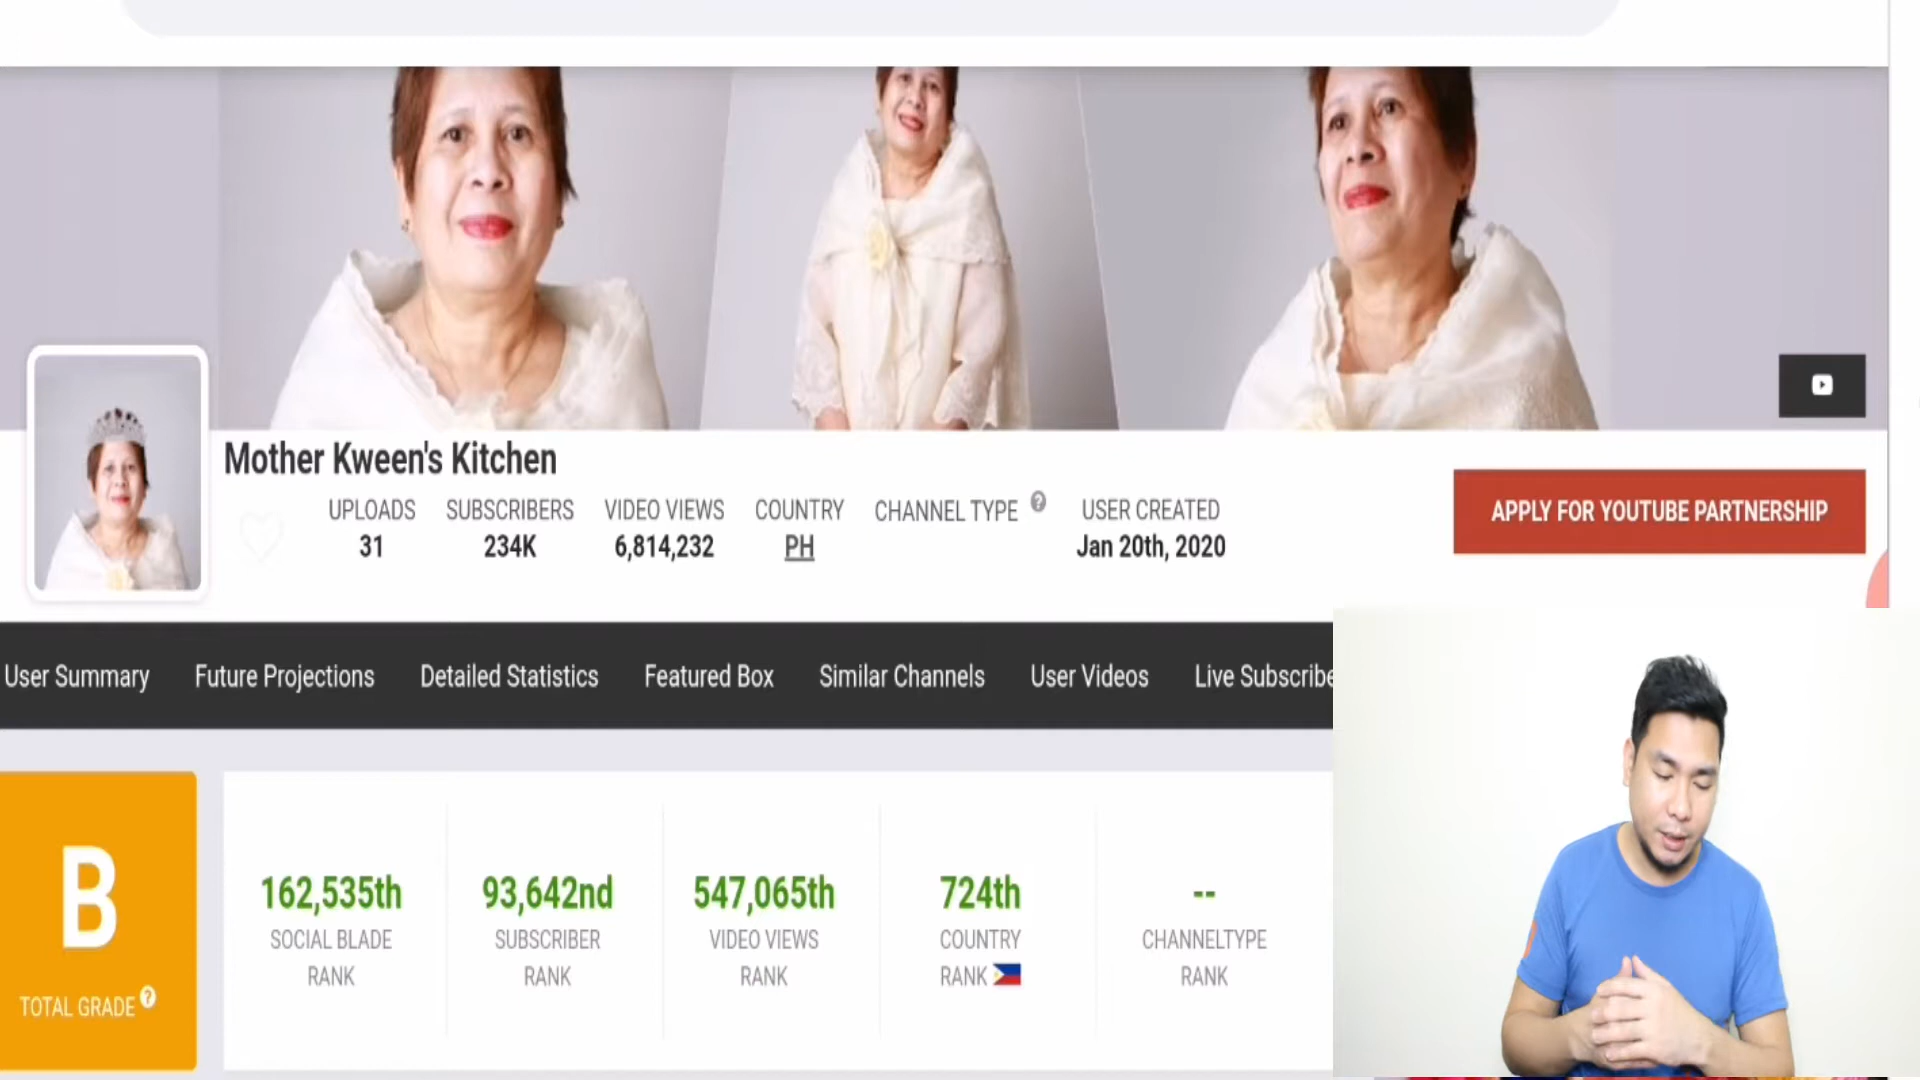 Mother Kween's Kitchen
UPLOADS
31
SUBSCRIBERS
234K
VIDEO VIEWS
6,814,232
COUNTRY
PH
CHANNEL TYPE ?
USER CREATED
Jan 20th, 2020
APPLY FOR YOUTUBE PARTNERSHIP
User Summary
Future Projections
Detailed Statistics
Featured Box
Similar Channels
User Videos
Live Subscribe
B
TOTAL GRADE ?
162,535th
SOCIAL BLADE
RANK
93,642nd
SUBSCRIBER
RANK
547,065th
VIDEO VIEWS
RANK
724th
COUNTRY
RANK
--
CHANNELTYPE
RANK